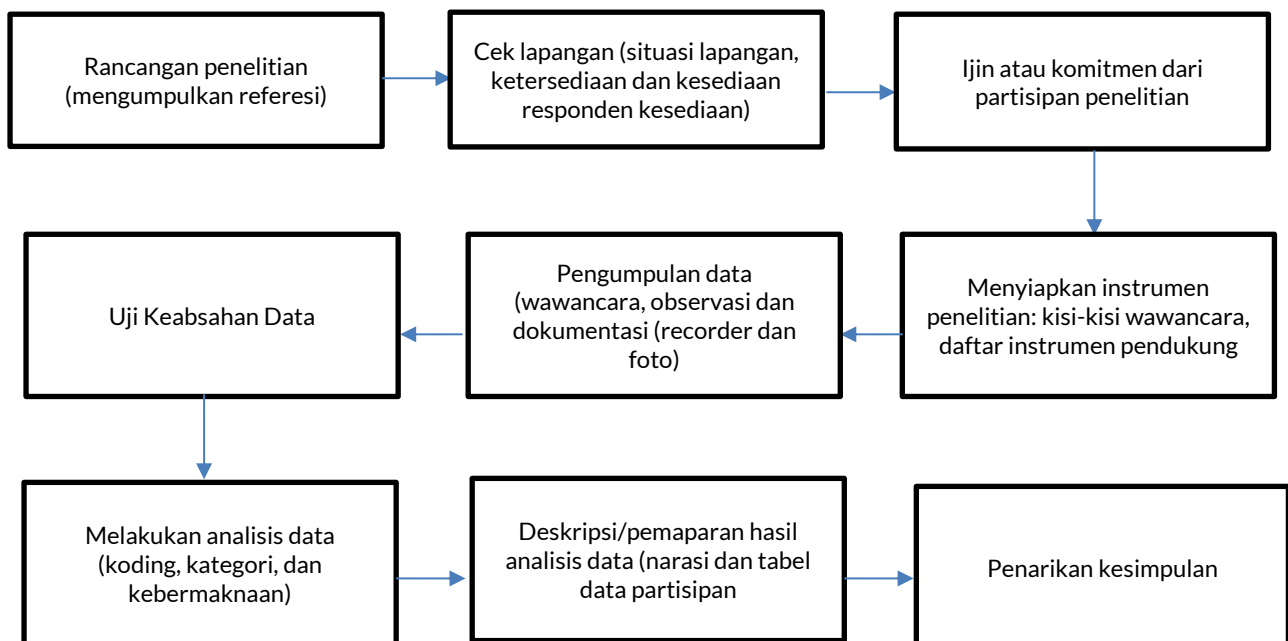 Rancangan penelitian
(mengumpulkan referesi)
Cek lapangan (situasi lapangan,
ketersediaan dan kesediaan
responden kesediaan)
Ijin atau komitmen dari
partisipan penelitian
Menyiapkan instrumen
penelitian: kisi-kisi wawancara,
daftar instrumen pendukung
Pengumpulan data
(wawancara, observasi dan
dokumentasi (recorder dan
foto)
Uji Keabsahan Data
Melakukan analisis data
(koding, kategori, dan
kebermaknaan)
Deskripsi/pemaparan hasil
analisis data (narasi dan tabel
data partisipan
Penarikan kesimpulan